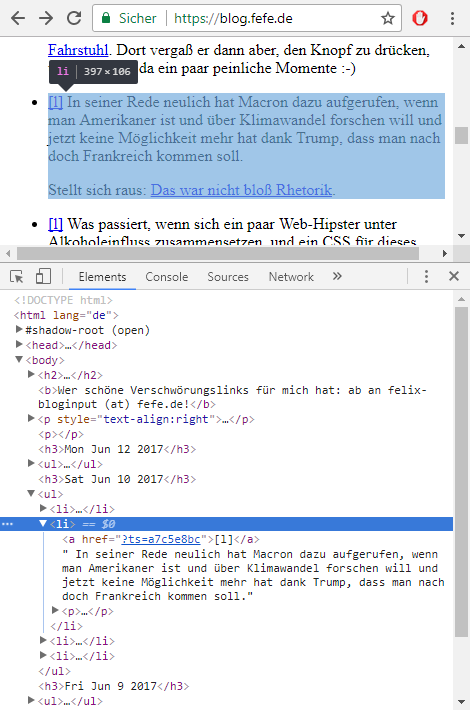 Sicher https://blog.fefe.de
Fahrstuhl. Dort vergaß er dann aber, den Knopf zu drücken,
da ein paar peinliche Momente :-)
li 397 × 106
[l] In seiner Rede neulich hat Macron dazu aufgerufen, wenn
man Amerikaner ist und über Klimawandel forschen will und
jetzt keine Möglichkeit mehr hat dank Trump, dass man nach
doch Frankreich kommen soll.
Stellt sich raus: Das war nicht bloß Rhetorik.
[l] Was passiert, wenn sich ein paar Web-Hipster unter
Alkoholeinfluss zusammensetzen, und ein CSS für dieses
Elements Console Sources Network »
<!DOCTYPE html>
<html lang="de">
#shadow-root (open)
<head>…</head>
<body>
<h2>…</h2>
<b>Wer schöne Verschwörungslinks für mich hat: ab an felix-
bloginput (at) fefe.de!</b>
<p style="text-align:right">…</p>
<p></p>
<h3>Mon Jun 12 2017</h3>
<ul>…</ul>
<h3>Sat Jun 10 2017</h3>
<ul>
<li>…</li>
… <li> == $0
<a href="?ts=a7c5e8bc">[l]</a>
" In seiner Rede neulich hat Macron dazu aufgerufen, wenn
man Amerikaner ist und über Klimawandel forschen will und
jetzt keine Möglichkeit mehr hat dank Trump, dass man nach
doch Frankreich kommen soll."
<p>…</p>
</li>
<li>…</li>
<li>…</li>
</ul>
<h3>Fri Jun 9 2017</h3>
<ul>…</ul>